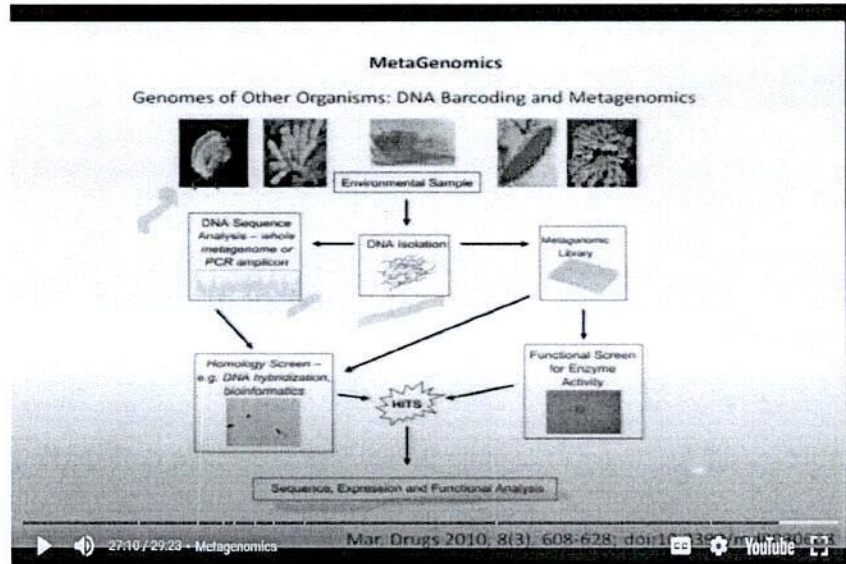 MetaGenomics
Genomes of Other Organisms: DNA Barcoding and Metagenomics
Environmental Sample
DNA Sequence
Analysis – whole
metagenome or
PCR amplicon
DNA Isolation
Metagenomic
Library
Homology Screen –
e.g. DNA hybridization,
bioinformatics
HITS
Functional Screen
for Enzyme
Activity
Sequence, Expression and Functional Analysis
Mar. Drugs 2010, 8(3), 608-628;
27:10 / 29:23 • Metagenomics
CC
YouTube